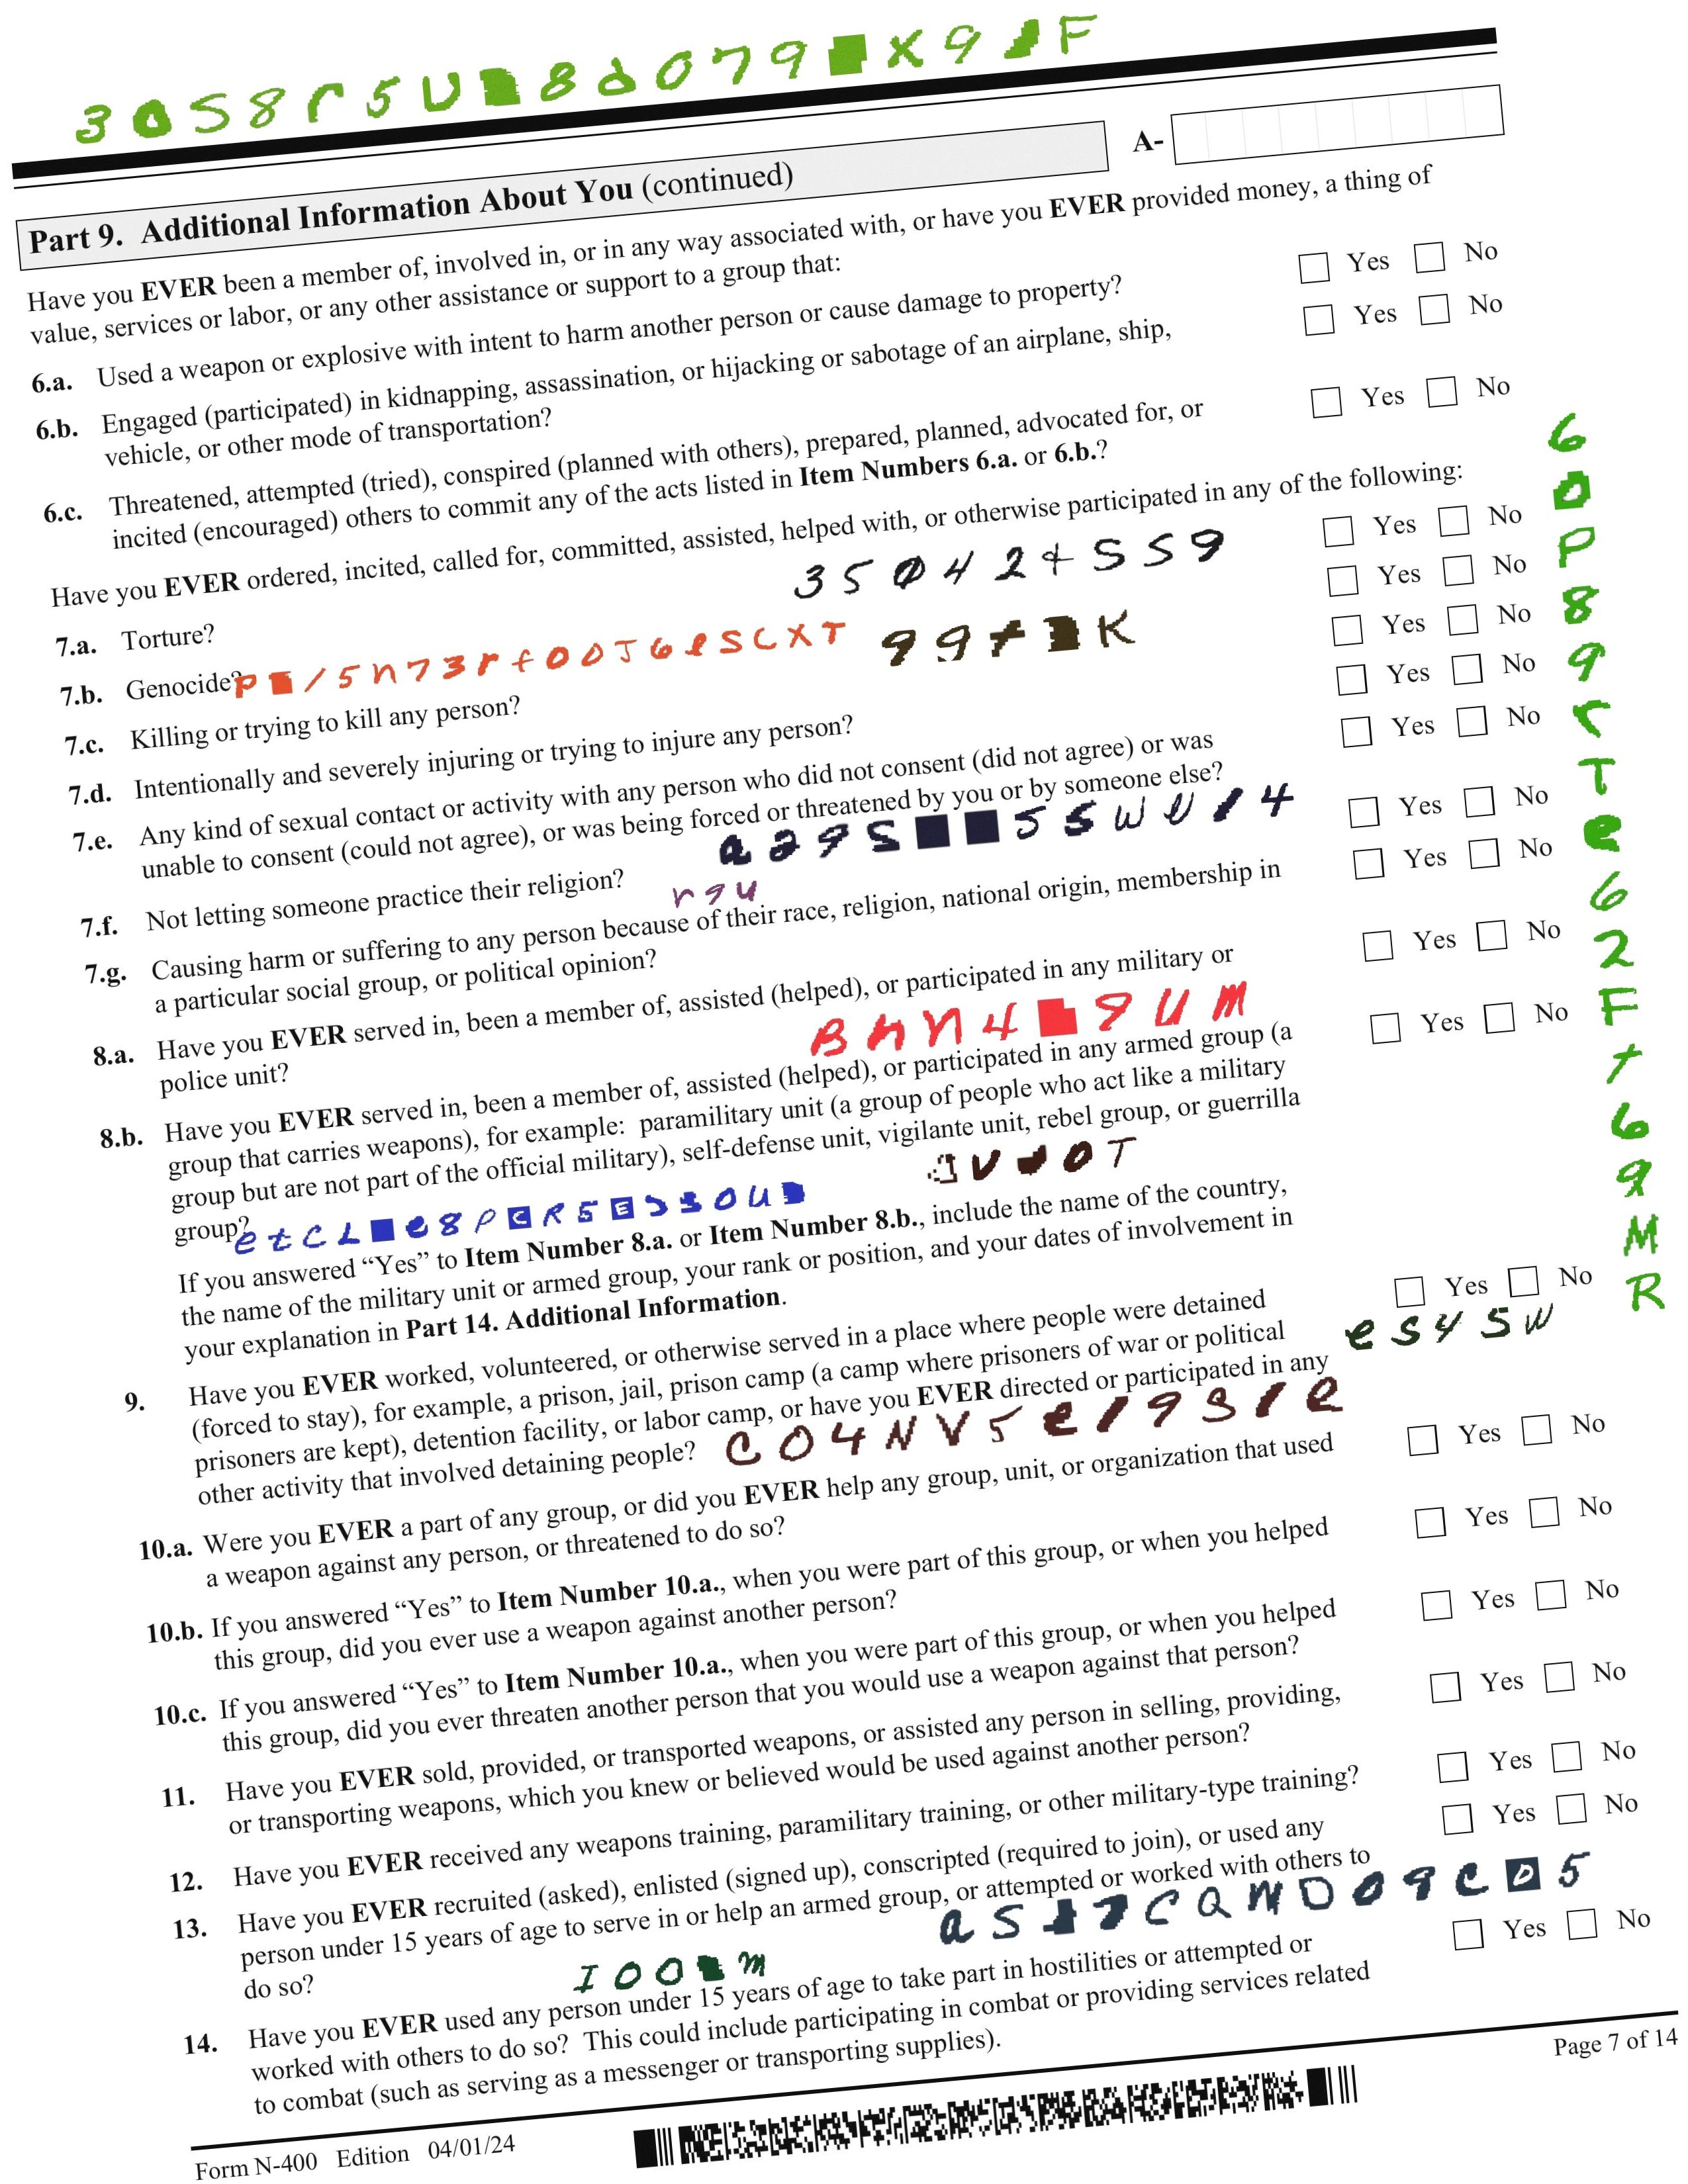 A-
Part 9. Additional Information About You (continued)
Have you EVER been a member of, involved in, or in any way associated with, or have you EVER provided money, a thing of
value, services or labor, or any other assistance or support to a group that:
6.a. Used a weapon or explosive with intent to harm another person or cause damage to property? Yes No
6.b. Engaged (participated) in kidnapping, assassination, or hijacking or sabotage of an airplane, ship, Yes No
vehicle, or other mode of transportation?
6.c. Threatened, attempted (tried), conspired (planned with others), prepared, planned, advocated for, or Yes No
incited (encouraged) others to commit any of the acts listed in Item Numbers 6.a. or 6.b.?
Have you EVER ordered, incited, called for, committed, assisted, helped with, or otherwise participated in any of the following:
7.a. Torture? Yes No
7.b. Genocide? Yes No
7.c. Killing or trying to kill any person? Yes No
7.d. Intentionally and severely injuring or trying to injure any person? Yes No
7.e. Any kind of sexual contact or activity with any person who did not consent (did not agree) or was Yes No
unable to consent (could not agree), or was being forced or threatened by you or by someone else?
7.f. Not letting someone practice their religion? Yes No
r9u
7.g. Causing harm or suffering to any person because of their race, religion, national origin, membership in Yes No
a particular social group, or political opinion?
8.a. Have you EVER served in, been a member of, assisted (helped), or participated in any military or Yes No
police unit?
8.b. Have you EVER served in, been a member of, assisted (helped), or participated in any armed group (a Yes No
group that carries weapons), for example: paramilitary unit (a group of people who act like a military
group but are not part of the official military), self-defense unit, vigilante unit, rebel group, or guerrilla
group?
If you answered “Yes” to Item Number 8.a. or Item Number 8.b., include the name of the country,
the name of the military unit or armed group, your rank or position, and your dates of involvement in
your explanation in Part 14. Additional Information.
9. Have you EVER worked, volunteered, or otherwise served in a place where people were detained Yes No
(forced to stay), for example, a prison, jail, prison camp (a camp where prisoners of war or political
prisoners are kept), detention facility, or labor camp, or have you EVER directed or participated in any
other activity that involved detaining people?
eS4SW
10.a. Were you EVER a part of any group, or did you EVER help any group, unit, or organization that used Yes No
a weapon against any person, or threatened to do so?
10.b. If you answered “Yes” to Item Number 10.a., when you were part of this group, or when you helped Yes No
this group, did you ever use a weapon against another person?
10.c. If you answered “Yes” to Item Number 10.a., when you were part of this group, or when you helped Yes No
this group, did you ever threaten another person that you would use a weapon against that person?
11. Have you EVER sold, provided, or transported weapons, or assisted any person in selling, providing, Yes No
or transporting weapons, which you knew or believed would be used against another person?
12. Have you EVER received any weapons training, paramilitary training, or other military-type training? Yes No
13. Have you EVER recruited (asked), enlisted (signed up), conscripted (required to join), or used any Yes No
person under 15 years of age to serve in or help an armed group, or attempted or worked with others to
do so?
14. Have you EVER used any person under 15 years of age to take part in hostilities or attempted or Yes No
worked with others to do so? This could include participating in combat or providing services related
to combat (such as serving as a messenger or transporting supplies).
Form N-400 Edition 04/01/24
Page 7 of 14